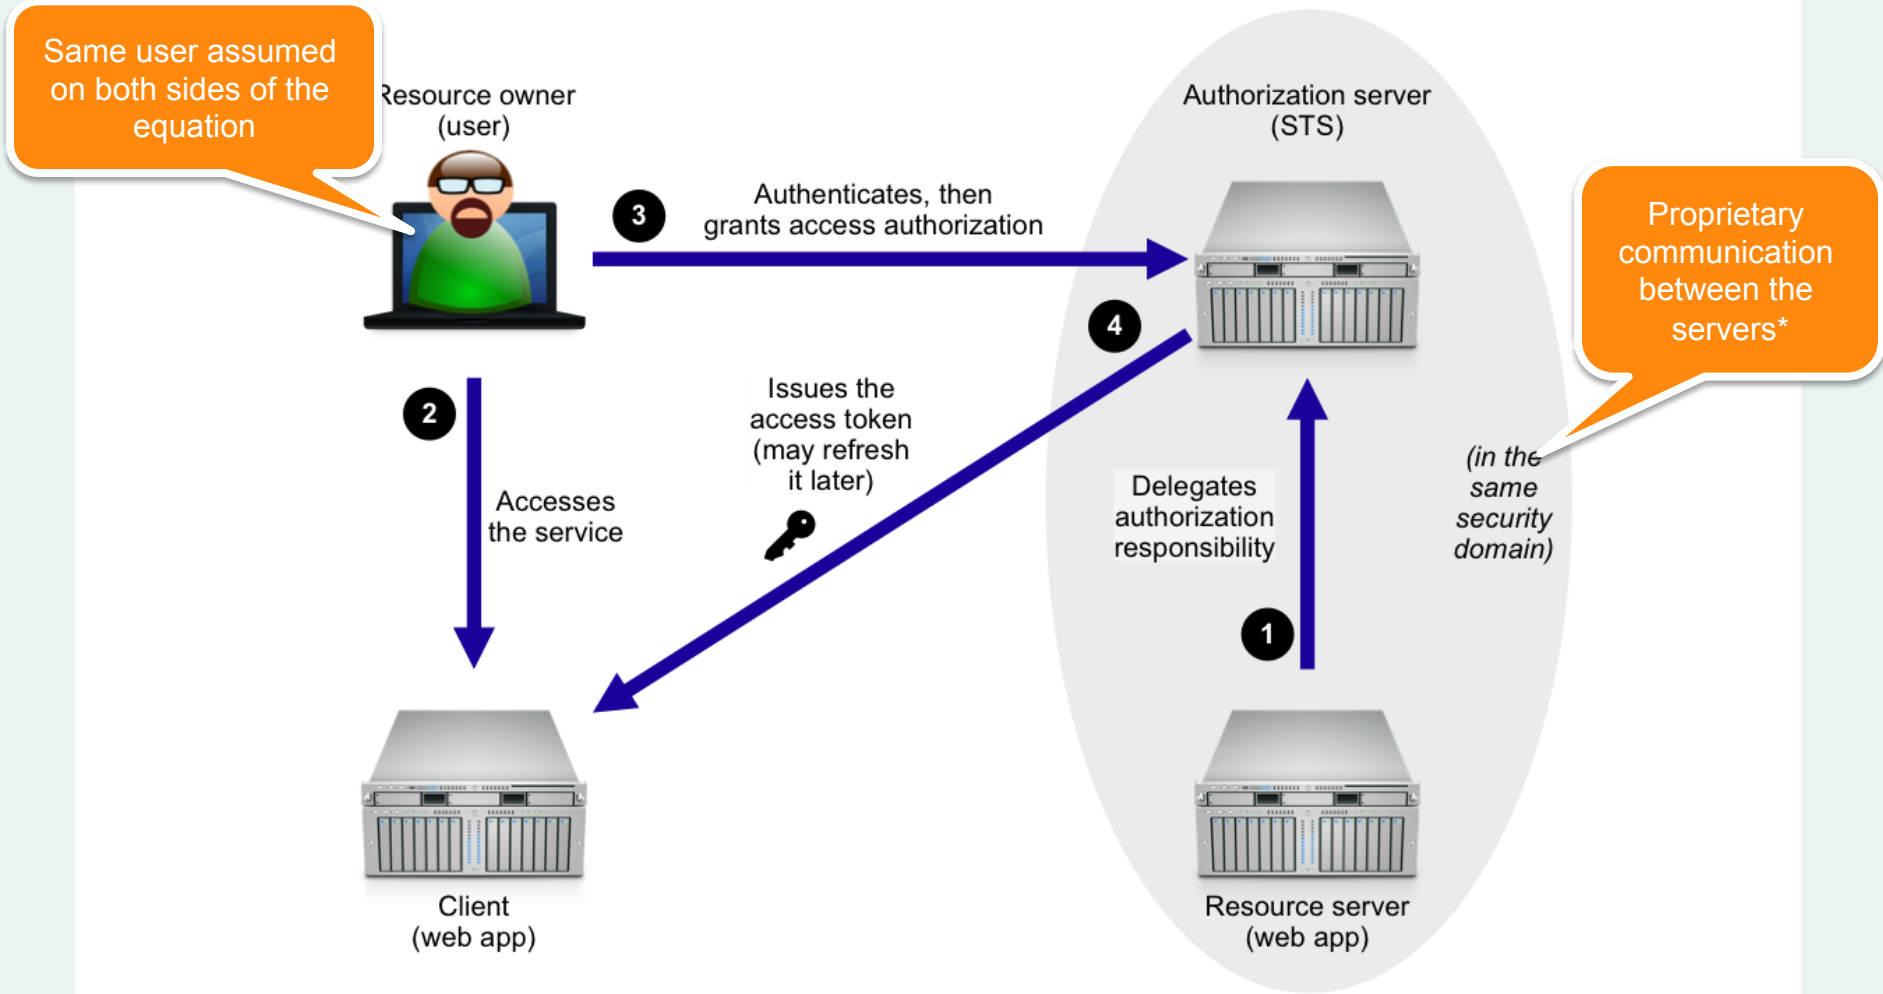 Same user assumed
on both sides of the
equation
Resource owner
(user)
Authorization server
(STS)
Proprietary
communication
between the
servers*
3
Authenticates, then
grants access authorization
4
2
Issues the
access token
(may refresh
it later)
Accesses
the service
Delegates
authorization
responsibility
(in the
same
security
domain)
1
Client
(web app)
Resource server
(web app)